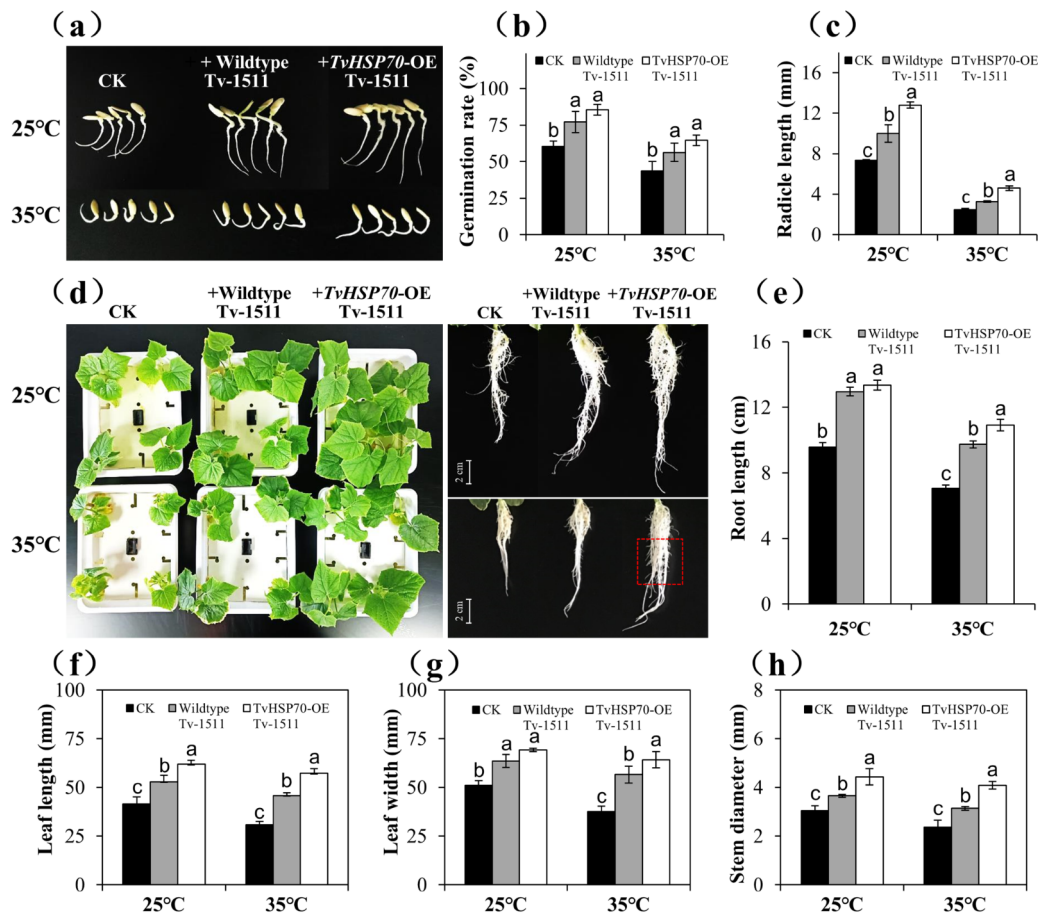 (a)
CK
+ Wildtype
Tv-1511
+TvHSP70-OE
Tv-1511
25℃
35℃
(b)
Germination rate (%)
100
75
50
25
0
CK
Wildtype
Tv-1511
TvHSP70-OE
Tv-1511
b
a
a
b
a
a
25℃
35℃
(c)
Radicle length (mm)
16
12
8
4
0
CK
Wildtype
Tv-1511
TvHSP70-OE
Tv-1511
c
b
a
c
b
a
25℃
35℃
(d)
CK
+Wildtype
Tv-1511
+TvHSP70-OE
Tv-1511
25℃
35℃
CK
+Wildtype
Tv-1511
+TvHSP70-OE
Tv-1511
2 cm
2 cm
(e)
Root length (cm)
16
12
8
4
0
CK
Wildtype
Tv-1511
TvHSP70-OE
Tv-1511
b
a
a
c
b
a
25℃
35℃
(f)
Leaf length (mm)
100
75
50
25
0
CK
Wildtype
Tv-1511
TvHSP70-OE
Tv-1511
c
b
a
c
b
a
25℃
35℃
(g)
Leaf width (mm)
100
75
50
25
0
CK
Wildtype
Tv-1511
TvHSP70-OE
Tv-1511
b
a
a
c
b
a
25℃
35℃
(h)
Stem diameter (mm)
8
6
4
2
0
CK
Wildtype
Tv-1511
TvHSP70-OE
Tv-1511
c
b
a
c
b
a
25℃
35℃